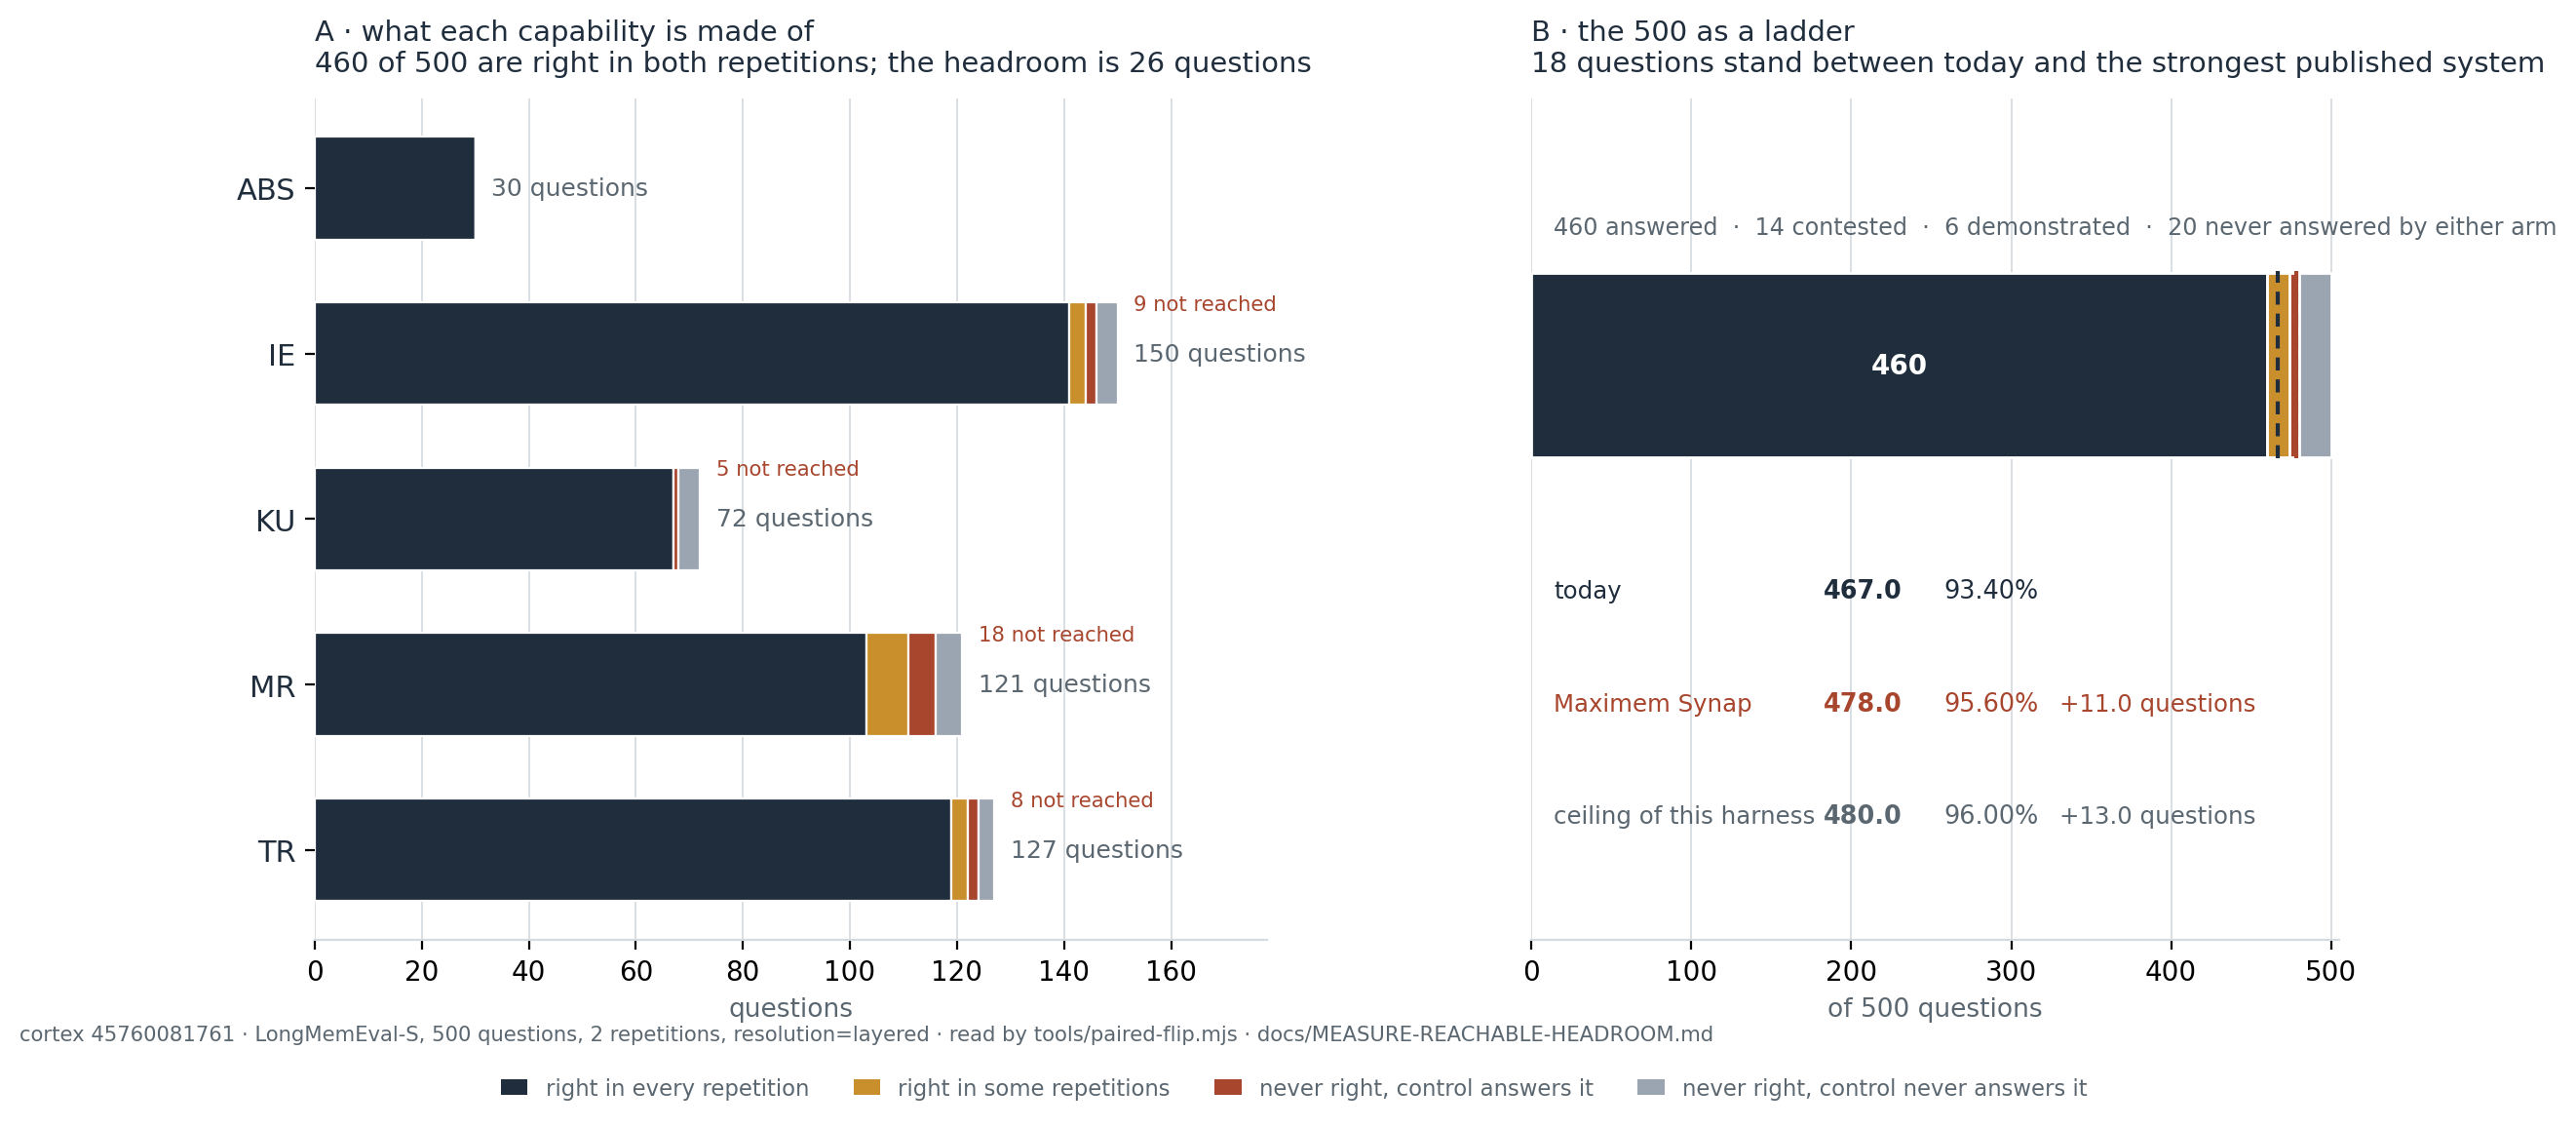 A · what each capability is made of
460 of 500 are right in both repetitions; the headroom is 26 questions
ABS
30 questions
IE
9 not reached
150 questions
KU
5 not reached
72 questions
MR
18 not reached
121 questions
TR
8 not reached
127 questions
0 20 40 60 80 100 120 140 160
questions
B · the 500 as a ladder
18 questions stand between today and the strongest published system
460 answered · 14 contested · 6 demonstrated · 20 never answered by either arm
460
today 467.0 93.40%
Maximem Synap 478.0 95.60% +11.0 questions
ceiling of this harness 480.0 96.00% +13.0 questions
0 100 200 300 400 500
of 500 questions
cortex 45760081761 · LongMemEval-S, 500 questions, 2 repetitions, resolution=layered · read by tools/paired-flip.mjs · docs/MEASURE-REACHABLE-HEADROOM.md
right in every repetition
right in some repetitions
never right, control answers it
never right, control never answers it